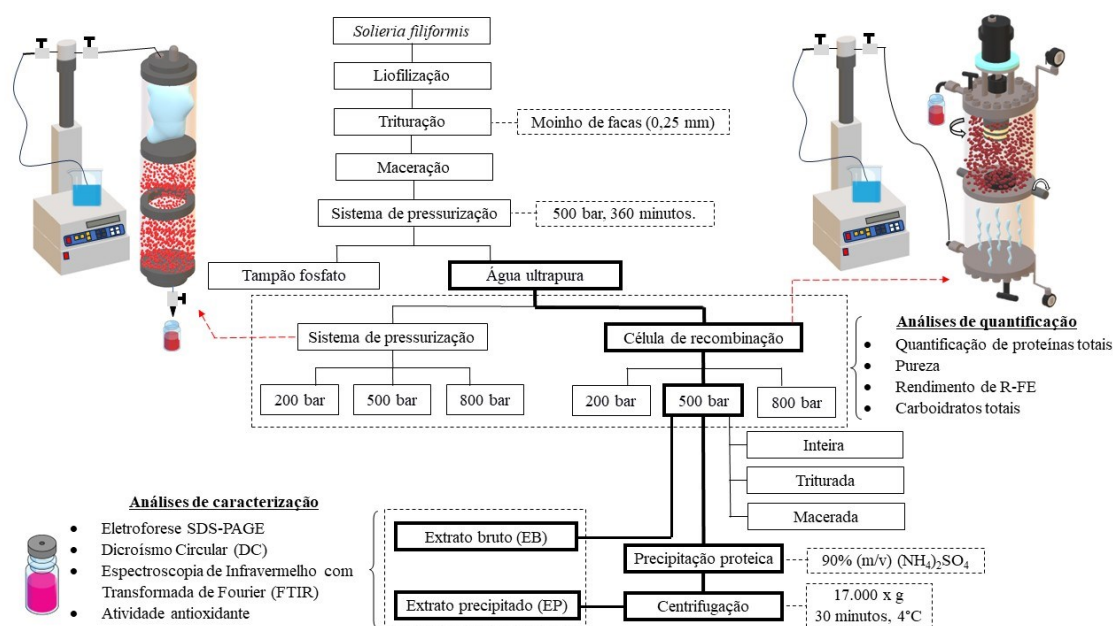 Solieria filiformis
Liofilização
Trituração
Moinho de facas (0,25 mm)
Maceração
Sistema de pressurização
500 bar, 360 minutos.
Tampão fosfato
Água ultrapura
Sistema de pressurização
Célula de recombinação
200 bar
500 bar
800 bar
200 bar
500 bar
800 bar
Análises de quantificação
• Quantificação de proteínas totais
• Pureza
• Rendimento de R-FE
• Carboidratos totais
Inteira
Triturada
Macerada
Análises de caracterização
• Eletroforese SDS-PAGE
• Dicroísmo Circular (DC)
• Espectroscopia de Infravermelho com
Transformada de Fourier (FTIR)
• Atividade antioxidante
Extrato bruto (EB)
Precipitação proteica
90% (m/v) (NH₄)₂SO₄
Extrato precipitado (EP)
Centrifugação
17.000 x g
30 minutos, 4°C